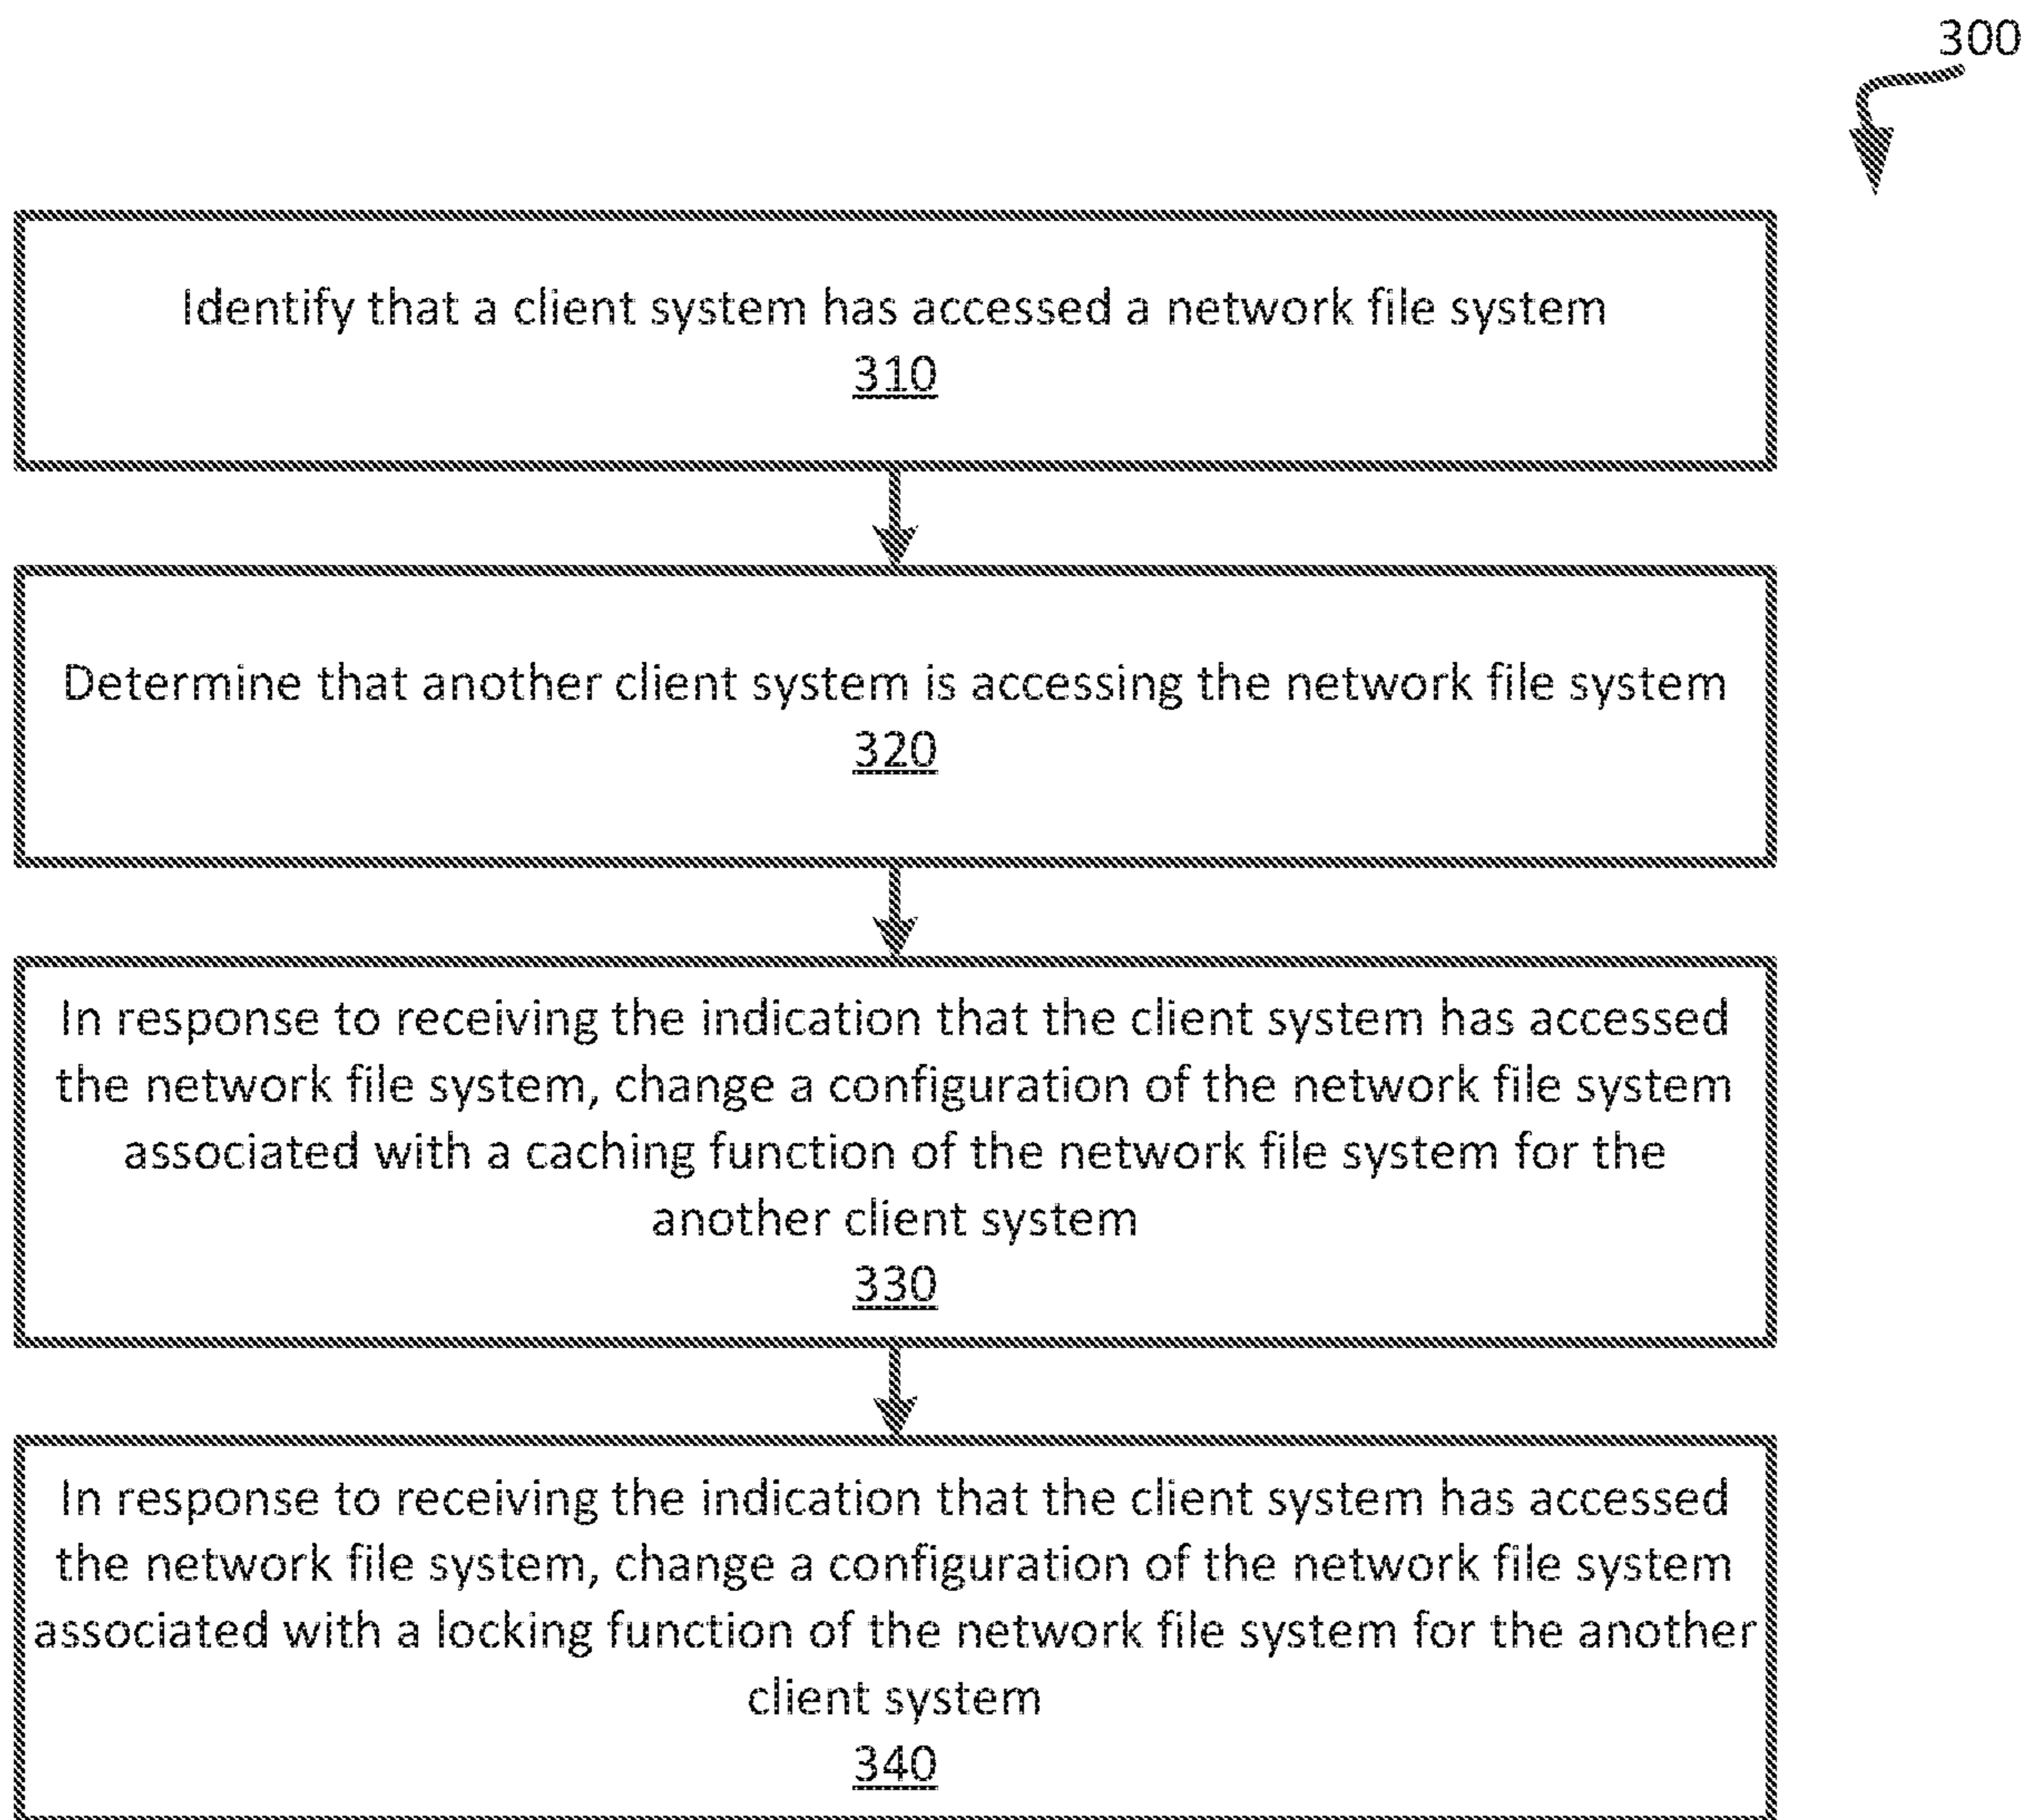 300
Identify that a client system has accessed a network file system
310
Determine that another client system is accessing the network file system
320
In response to receiving the indication that the client system has accessed
the network file system, change a configuration of the network file system
associated with a caching function of the network file system for the
another client system
330
In response to receiving the indication that the client system has accessed
the network file system, change a configuration of the network file system
associated with a locking function of the network file system for the another
client system
340